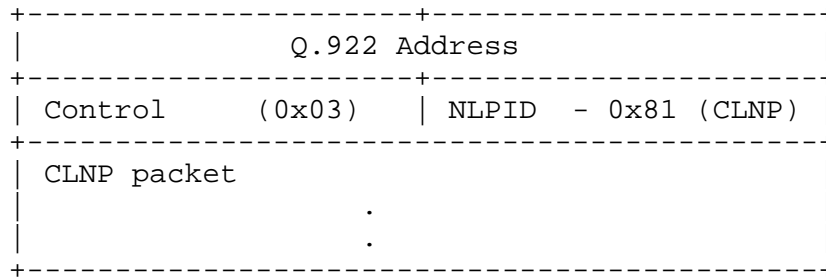 +----------------------+-----------------------
|               Q.922 Address
+----------------------+-----------------------
| Control     (0x03)   | NLPID  - 0x81 (CLNP)
+----------------------------------------------
| CLNP packet
|                   .
|                   .
+----------------------------------------------